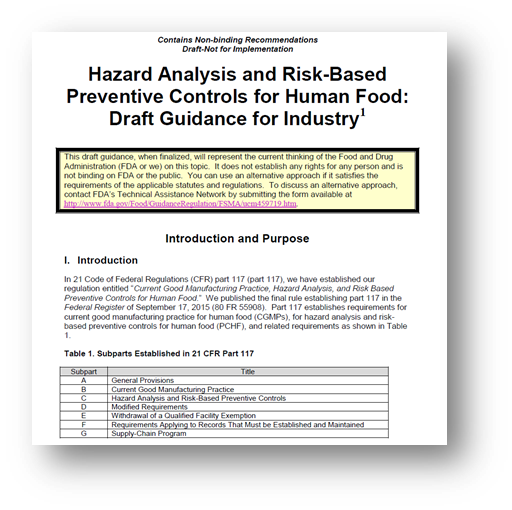 Contains Non-binding Recommendations
Draft-Not for Implementation
Hazard Analysis and Risk-Based
Preventive Controls for Human Food:
Draft Guidance for Industry1
This draft guidance, when finalized, will represent the current thinking of the Food and Drug
Administration (FDA or we) on this topic. It does not establish any rights for any person and is
not binding on FDA or the public. You can use an alternative approach if it satisfies the
requirements of the applicable statutes and regulations. To discuss an alternative approach,
contact FDA's Technical Assistance Network by submitting the form available at
http://www.fda.gov/Food/GuidanceRegulation/FSMA/ucm459719.htm.
Introduction and Purpose
I. Introduction
In 21 Code of Federal Regulations (CFR) part 117 (part 117), we have established our
regulation entitled "Current Good Manufacturing Practice, Hazard Analysis, and Risk Based
Preventive Controls for Human Food." We published the final rule establishing part 117 in the
Federal Register of September 17, 2015 (80 FR 55908). Part 117 establishes requirements for
current good manufacturing practice for human food (CGMPs), for hazard analysis and risk-
based preventive controls for human food (PCHF), and related requirements as shown in Table
1.
Table 1. Subparts Established in 21 CFR Part 117
Subpart Title
A General Provisions
B Current Good Manufacturing Practice
C Hazard Analysis and Risk-Based Preventive Controls
D Modified Requirements
E Withdrawal of a Qualified Facility Exemption
F Requirements Applying to Records That Must be Established and Maintained
G Supply-Chain Program